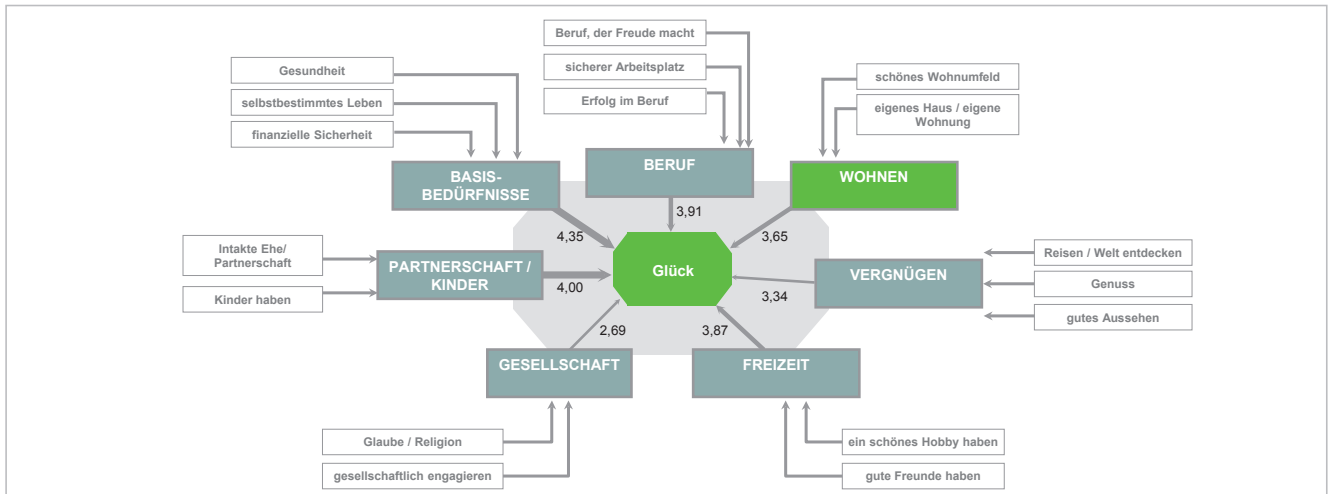 Beruf, der Freude macht
sicherer Arbeitsplatz
Erfolg im Beruf
Gesundheit
selbstbestimmtes Leben
finanzielle Sicherheit
schönes Wohnumfeld
eigenes Haus / eigene
Wohnung
BASIS-
BEDÜRFNISSE
BERUF
WOHNEN
4,35
3,91
3,65
Intakte Ehe/
Partnerschaft
Kinder haben
PARTNERSCHAFT /
KINDER
4,00
Glück
3,34
VERGNÜGEN
Reisen / Welt entdecken
Genuss
gutes Aussehen
2,69
3,87
GESELLSCHAFT
FREIZEIT
Glaube / Religion
gesellschaftlich engagieren
ein schönes Hobby haben
gute Freunde haben